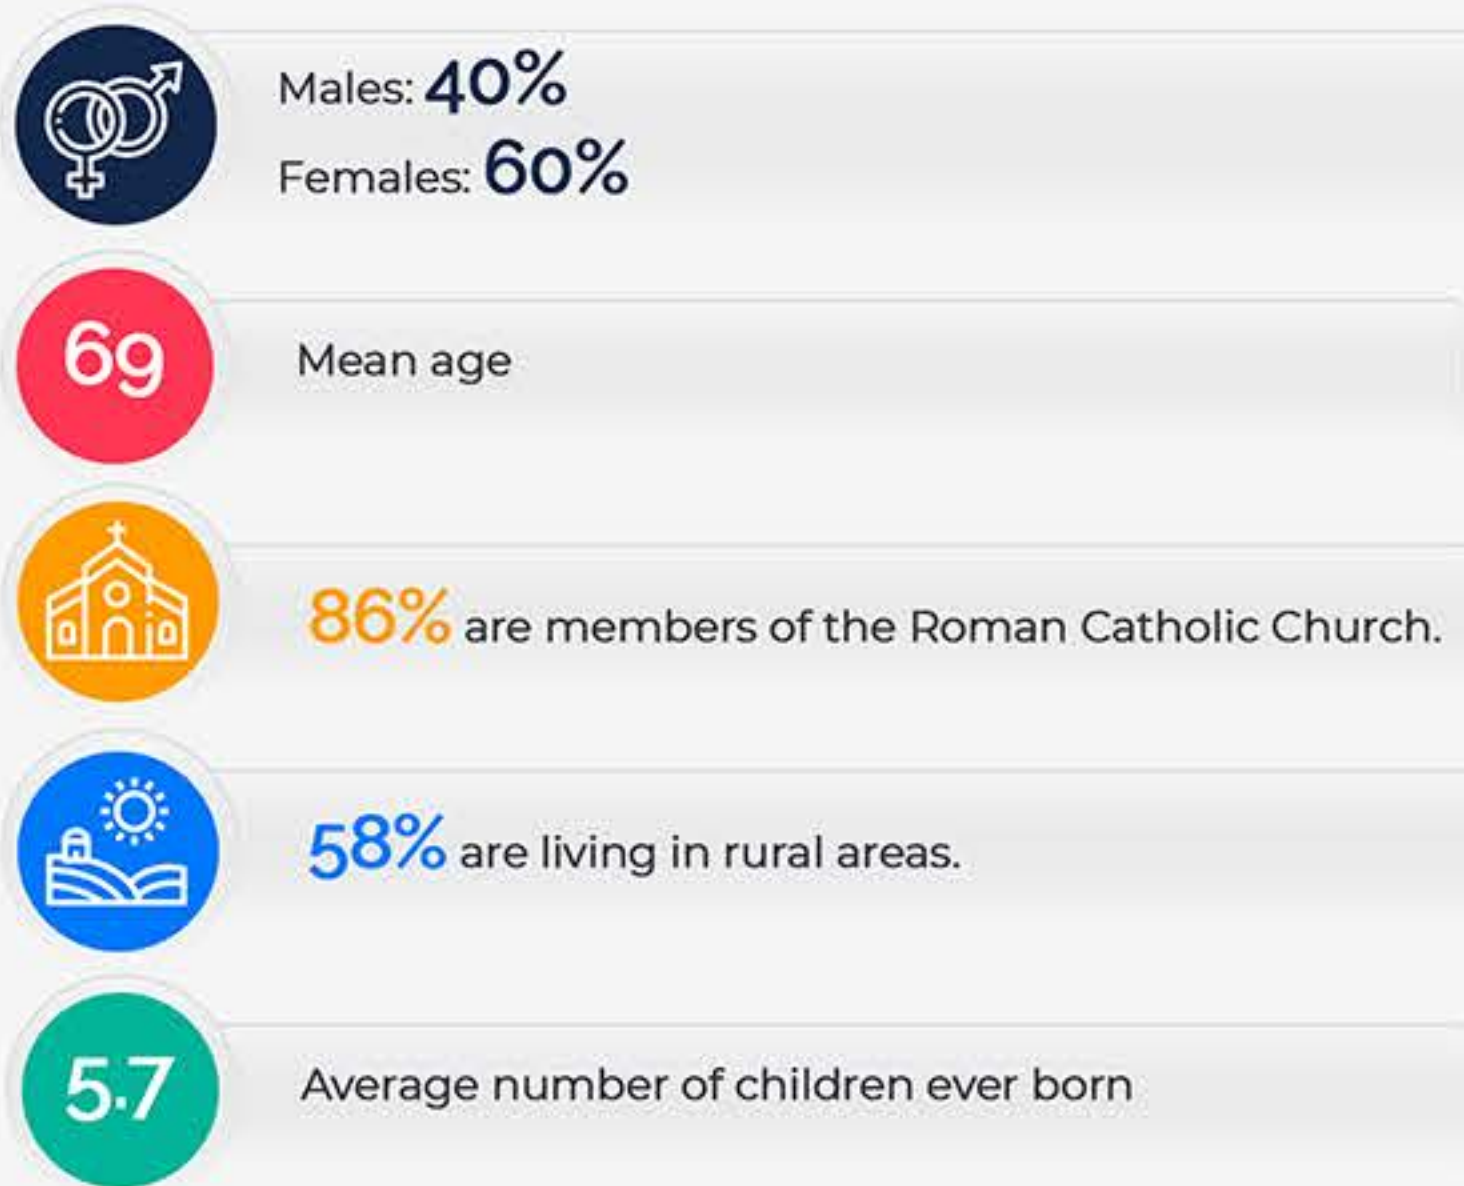 Males: 40%
Females: 60%
69
Mean age
86% are members of the Roman Catholic Church.
58% are living in rural areas.
5.7
Average number of children ever born